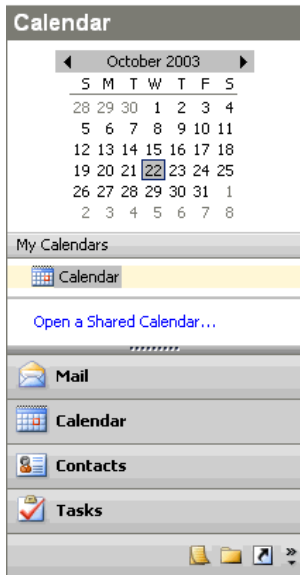 Calendar
October 2003
S M T W T F S
28 29 30 1 2 3 4
5 6 7 8 9 10 11
12 13 14 15 16 17 18
19 20 21 22 23 24 25
26 27 28 29 30 31 1
2 3 4 5 6 7 8
My Calendars
Calendar
Open a Shared Calendar...
Mail
Calendar
Contacts
Tasks